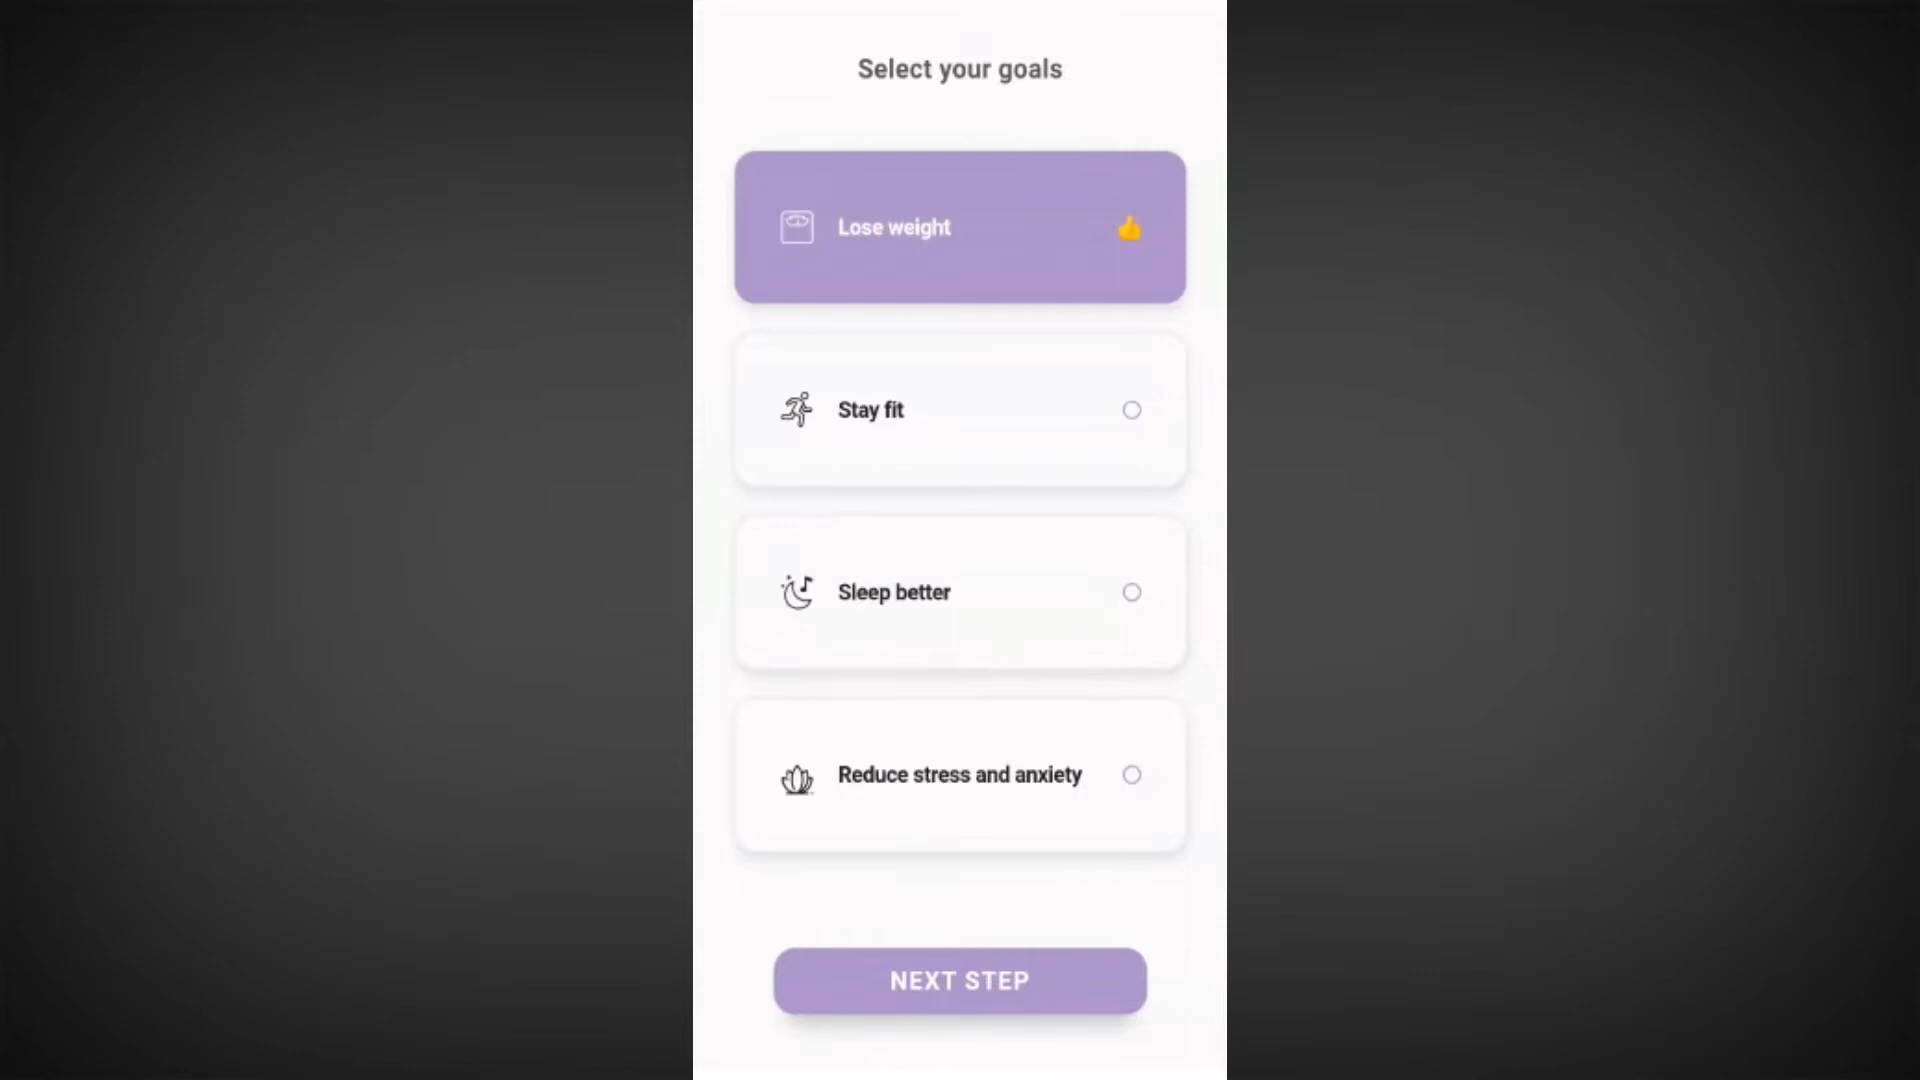 Select your goals
Lose weight
Stay fit
Sleep better
Reduce stress and anxiety
NEXT STEP